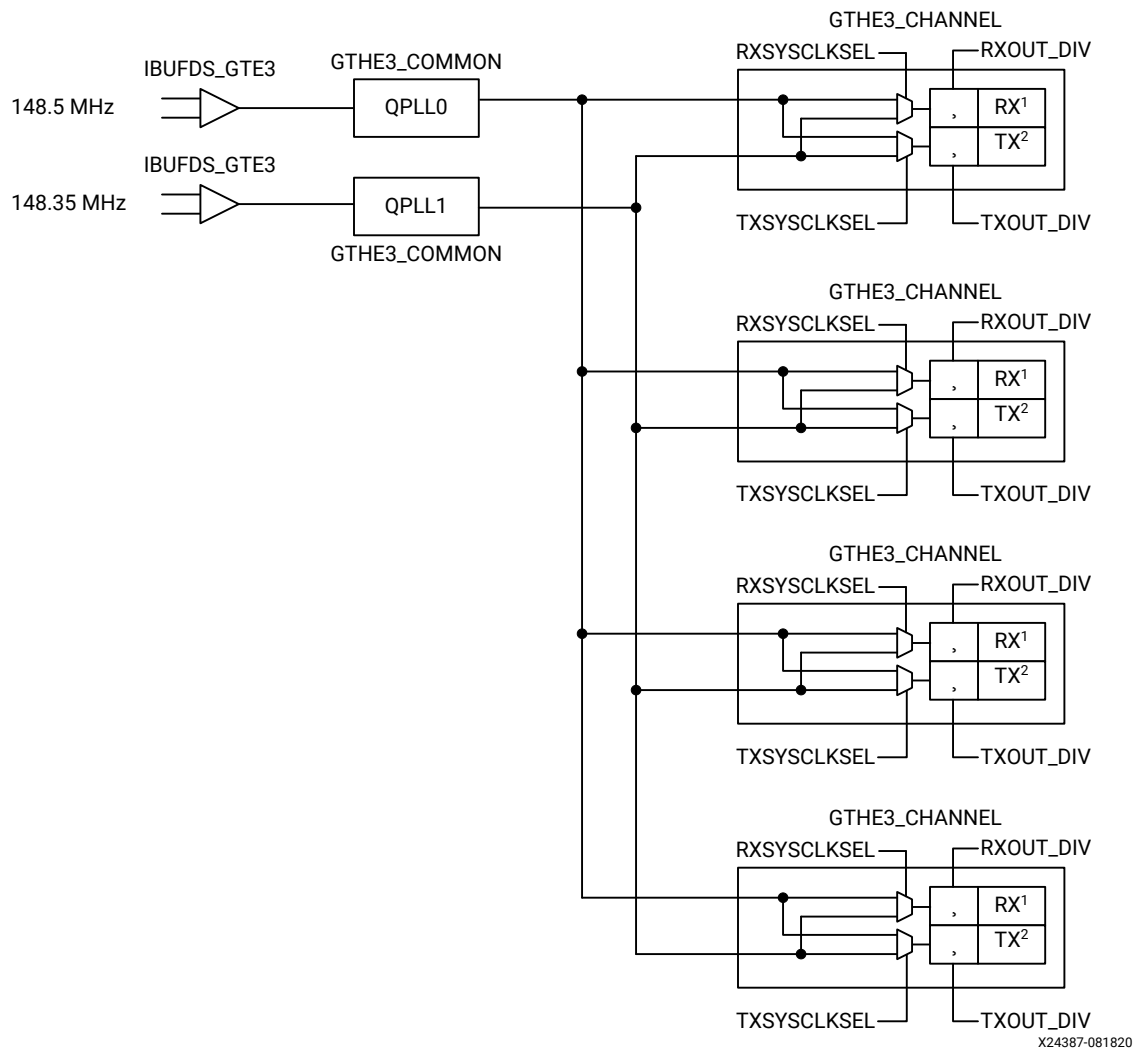 GTHE3_CHANNEL
RXSYSCLKSEL RXOUT_DIV
IBUFDS_GTE3 GTHE3_COMMON
148.5 MHz QPLL0 , RX¹
, TX²
IBUFDS_GTE3
148.35 MHz QPLL1 TXSYSCLKSEL TXOUT_DIV
GTHE3_COMMON
GTHE3_CHANNEL
RXSYSCLKSEL RXOUT_DIV
, RX¹
, TX²
TXSYSCLKSEL TXOUT_DIV
GTHE3_CHANNEL
RXSYSCLKSEL RXOUT_DIV
, RX¹
, TX²
TXSYSCLKSEL TXOUT_DIV
GTHE3_CHANNEL
RXSYSCLKSEL RXOUT_DIV
, RX¹
, TX²
TXSYSCLKSEL TXOUT_DIV
X24387-081820